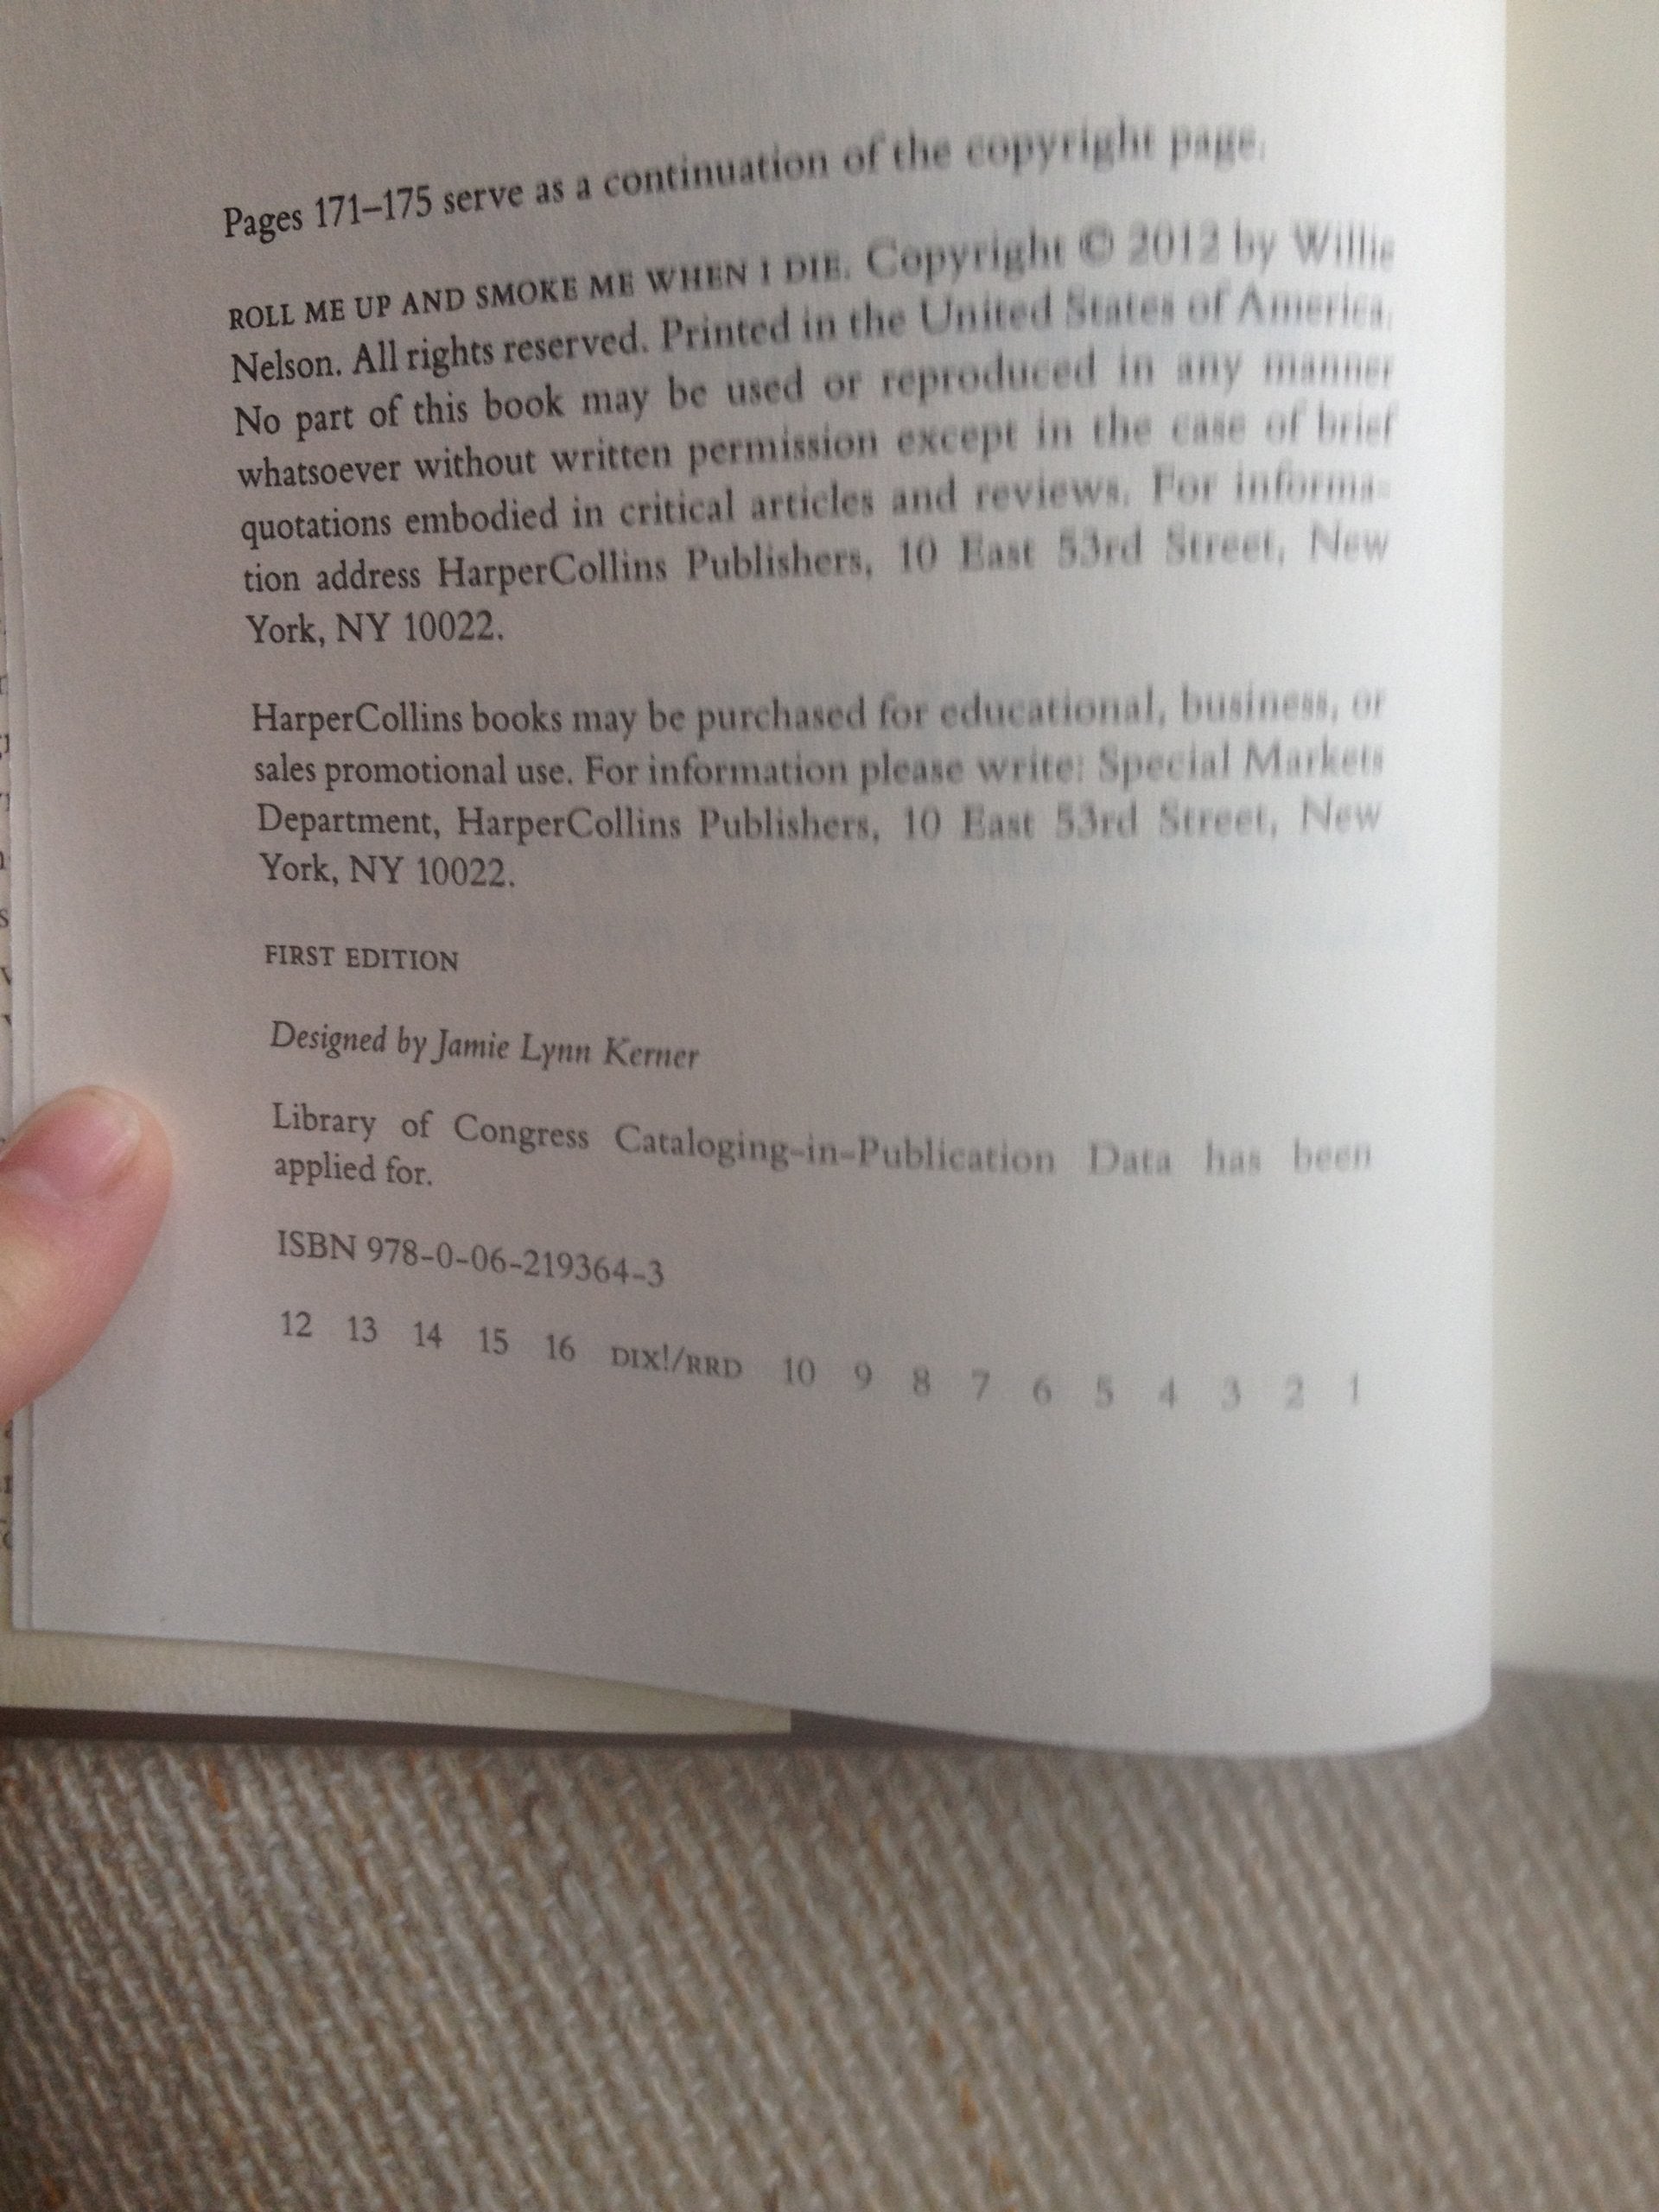 Pages 171–175 serve as a continuation of the copyright page.
ROLL ME UP AND SMOKE ME WHEN I DIE. Copyright © 2012 by Willie
Nelson. All rights reserved. Printed in the United States of America.
No part of this book may be used or reproduced in any manner
whatsoever without written permission except in the case of brief
quotations embodied in critical articles and reviews. For informa-
tion address HarperCollins Publishers, 10 East 53rd Street, New
York, NY 10022.
HarperCollins books may be purchased for educational, business, or
sales promotional use. For information please write: Special Markets
Department, HarperCollins Publishers, 10 East 53rd Street, New
York, NY 10022.
FIRST EDITION
Designed by Jamie Lynn Kerner
Library of Congress Cataloging-in-Publication Data has been
applied for.
ISBN 978-0-06-219364-3
12 13 14 15 16 DIX!/RRD 10 9 8 7 6 5 4 3 2 1